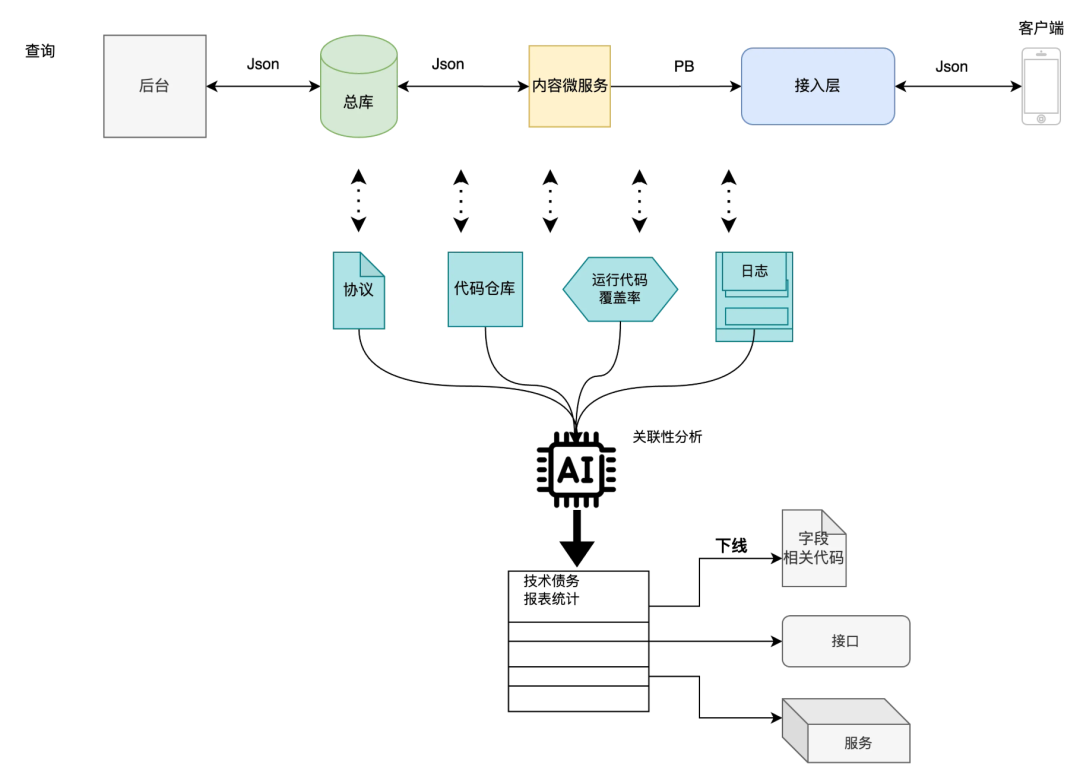 客户端
查询
Json
Json
PB
Json
后台
总库
内容微服务
接入层
协议
代码仓库
运行代码
覆盖率
日志
关联性分析
AI
下线
字段
相关代码
技术债务
报表统计
接口
服务